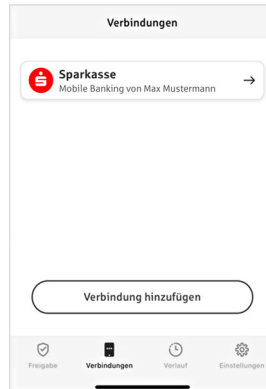 Verbindungen
Sparkasse
Mobile Banking von Max Mustermann
Verbindung hinzufügen
Freigabe
Verbindungen
Verlauf
Einstellungen